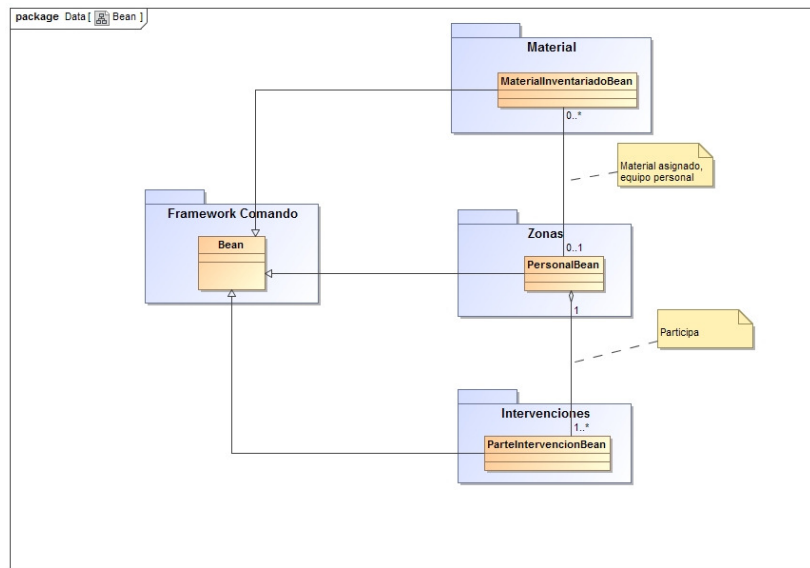 package Data [ Bean ]
Material
MaterialInventariadoBean
0..*
Material asignado,
equipo personal
Framework Comando
Bean
Zonas
0..1
PersonalBean
1
Participa
Intervenciones
1..*
ParteIntervencionBean